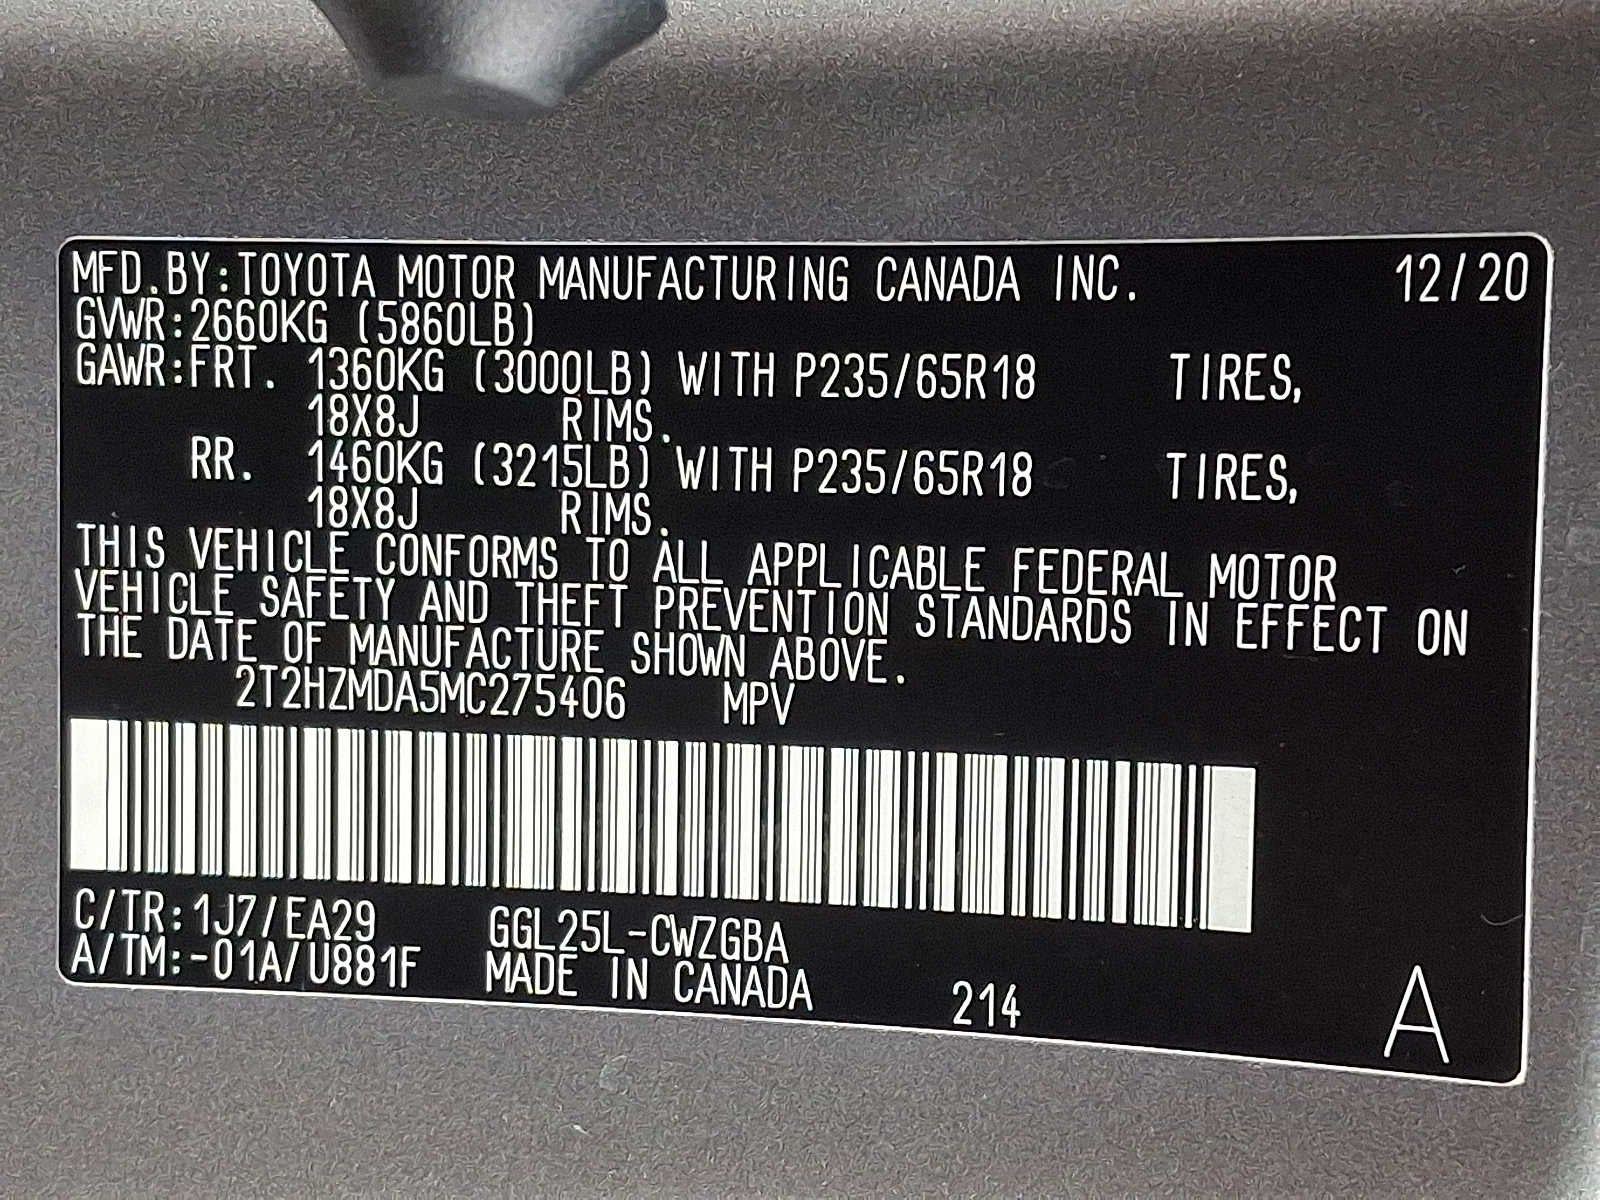 MFD.BY:TOYOTA MOTOR MANUFACTURING CANADA INC. 12/20
GVWR:2660KG (5860LB)
GAWR:FRT. 1360KG (3000LB) WITH P235/65R18 TIRES,
18X8J RIMS.
RR. 1460KG (3215LB) WITH P235/65R18 TIRES,
18X8J RIMS.
THIS VEHICLE CONFORMS TO ALL APPLICABLE FEDERAL MOTOR
VEHICLE SAFETY AND THEFT PREVENTION STANDARDS IN EFFECT ON
THE DATE OF MANUFACTURE SHOWN ABOVE.
2T2HZMDA5MC275406 MPV
C/TR:1J7/EA29 GGL25L-CWZGBA
A/TM:-01A/U881F MADE IN CANADA 214 A